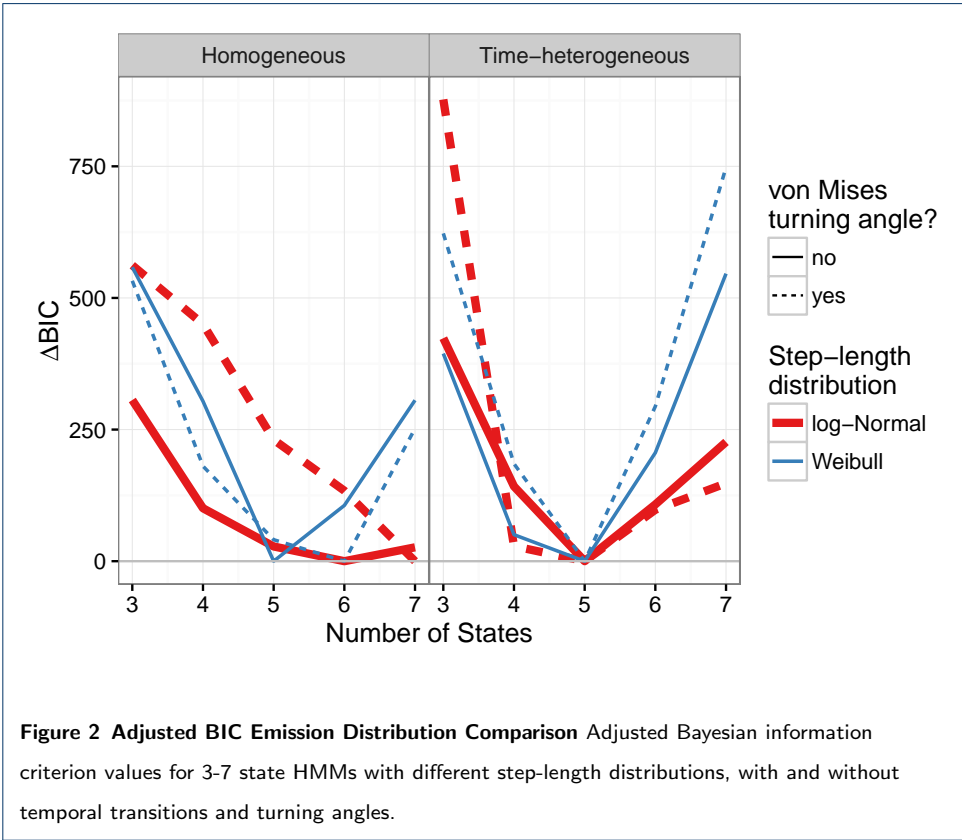 Homogeneous
Time−heterogeneous
750
500
250
0
ΔBIC
3 4 5 6 7
3 4 5 6 7
Number of States
von Mises
turning angle?
no
yes
Step−length
distribution
log−Normal
Weibull
Figure 2 Adjusted BIC Emission Distribution Comparison Adjusted Bayesian information
criterion values for 3-7 state HMMs with different step-length distributions, with and without
temporal transitions and turning angles.